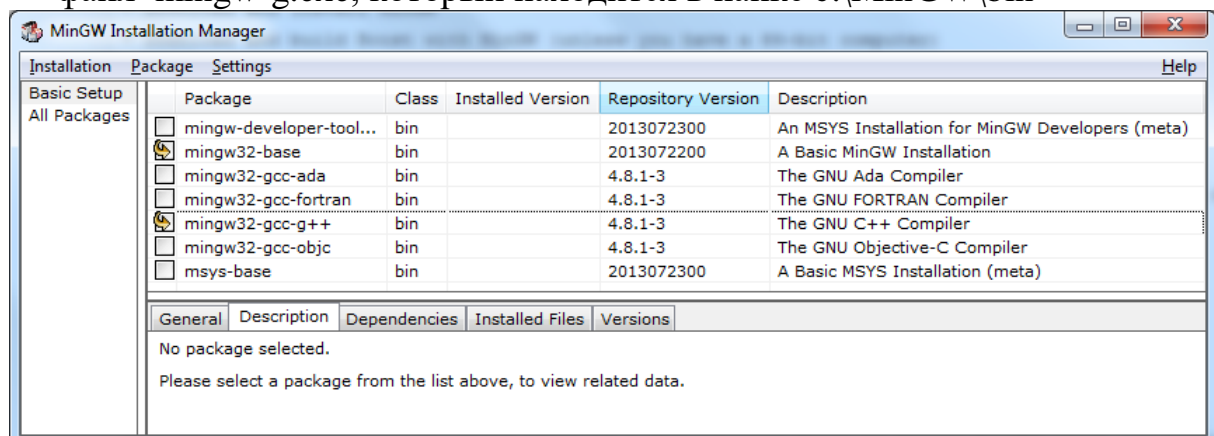 MinGW Installation Manager
Installation Package Settings Help
Basic Setup
All Packages
Package Class Installed Version Repository Version Description
mingw-developer-tool... bin 2013072300 An MSYS Installation for MinGW Developers (meta)
mingw32-base bin 2013072200 A Basic MinGW Installation
mingw32-gcc-ada bin 4.8.1-3 The GNU Ada Compiler
mingw32-gcc-fortran bin 4.8.1-3 The GNU FORTRAN Compiler
mingw32-gcc-g++ bin 4.8.1-3 The GNU C++ Compiler
mingw32-gcc-objc bin 4.8.1-3 The GNU Objective-C Compiler
msys-base bin 2013072300 A Basic MSYS Installation (meta)
General Description Dependencies Installed Files Versions
No package selected.
Please select a package from the list above, to view related data.